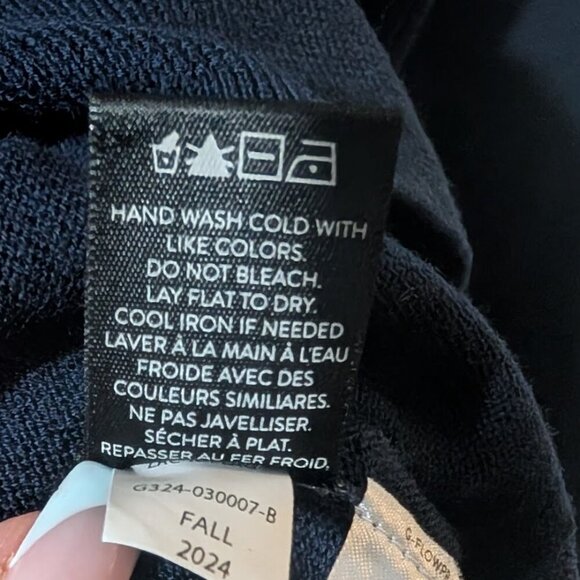 HAND WASH COLD WITH
LIKE COLORS.
DO NOT BLEACH.
LAY FLAT TO DRY.
COOL IRON IF NEEDED
LAVER À LA MAIN À L'EAU
FROIDE AVEC DES
COULEURS SIMILIARES.
NE PAS JAVELLISER.
SÉCHER À PLAT.
REPASSER AU FER FROID,
G324-030007-B
FALL
2024